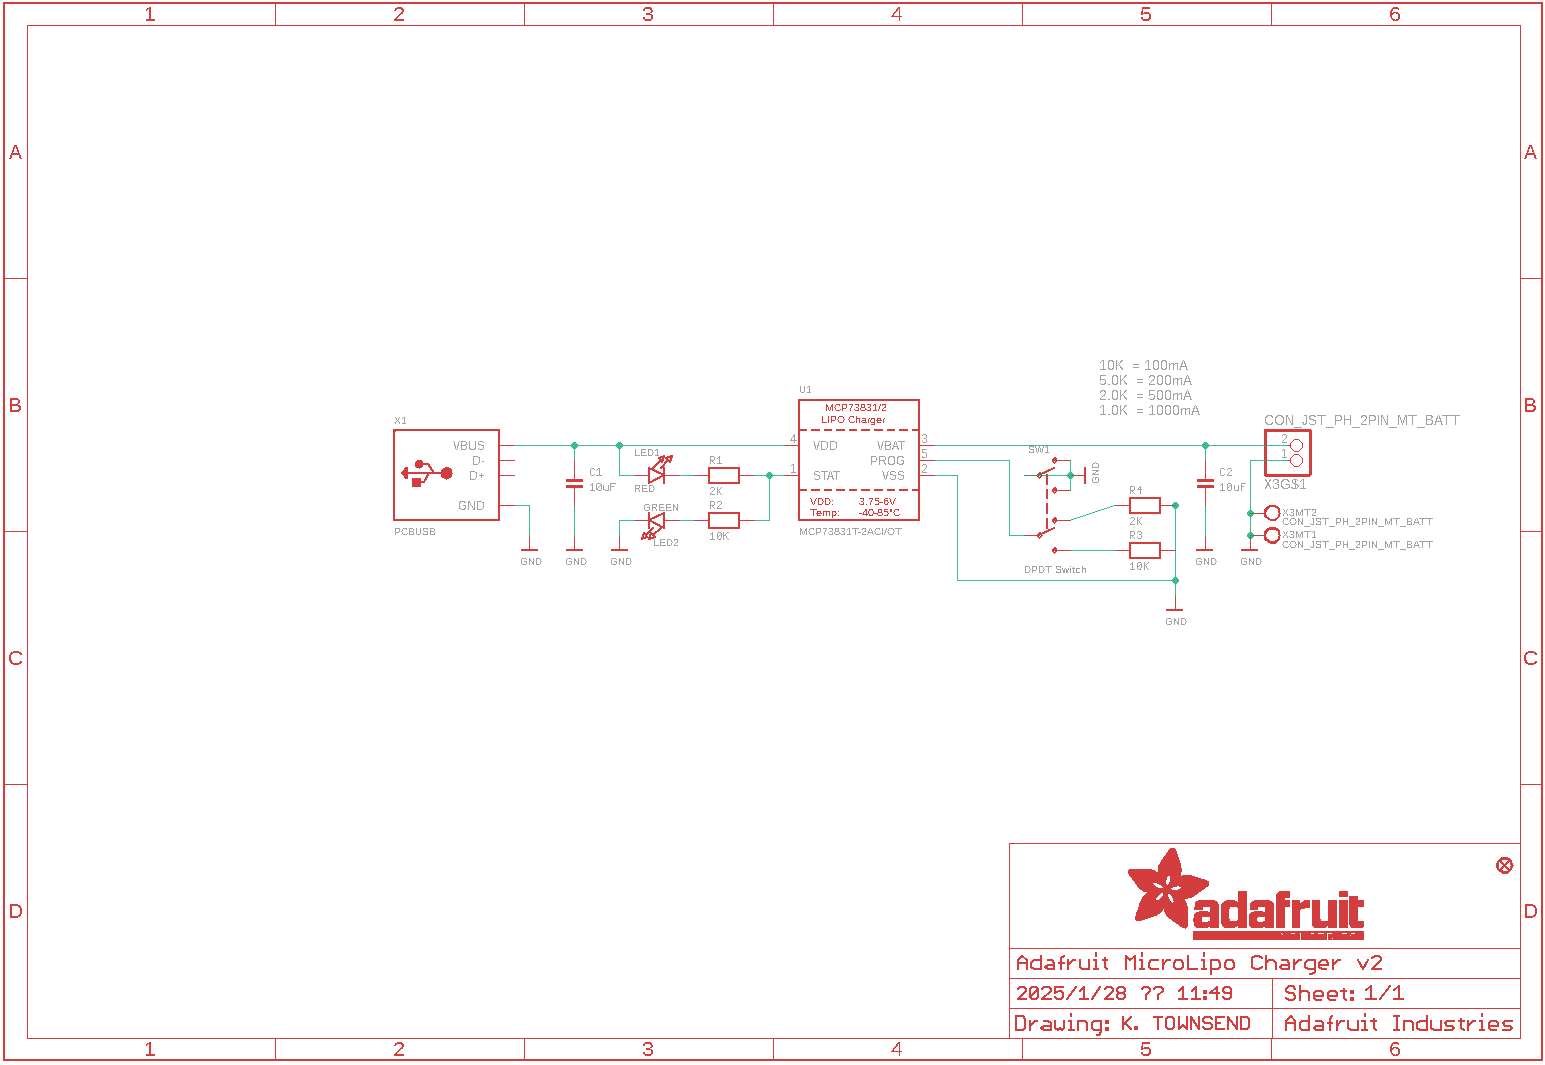 1 2 3 4 5 6
A A
10K = 100mA
5.0K = 200mA
2.0K = 500mA
1.0K = 1000mA
B B
U1
MCP73831/2
LIPO Charger
VDD
STAT
VBAT
PROG
VSS
4
1
3
5
2
VDD: 3.75-6V
Temp: -40-85°C
MCP73831T-2ACI/OT
X1
VBUS
D-
D+
GND
PCBUSB
GND
C1
10uF
GND
LED1
RED
R1
2K
GREEN
LED2
R2
10K
GND
SW1
GND
DPDT Switch
R4
2K
R3
10K
GND
C2
10uF
GND
CON_JST_PH_2PIN_MT_BATT
2
1
X3G$1
X3MT2
CON_JST_PH_2PIN_MT_BATT
X3MT1
CON_JST_PH_2PIN_MT_BATT
GND
C C
D D
adafruit
Adafruit MicroLipo Charger v2
2025/1/28 ?? 11:49
Sheet: 1/1
Drawing: K. TOWNSEND
Adafruit Industries
1 2 3 4 5 6